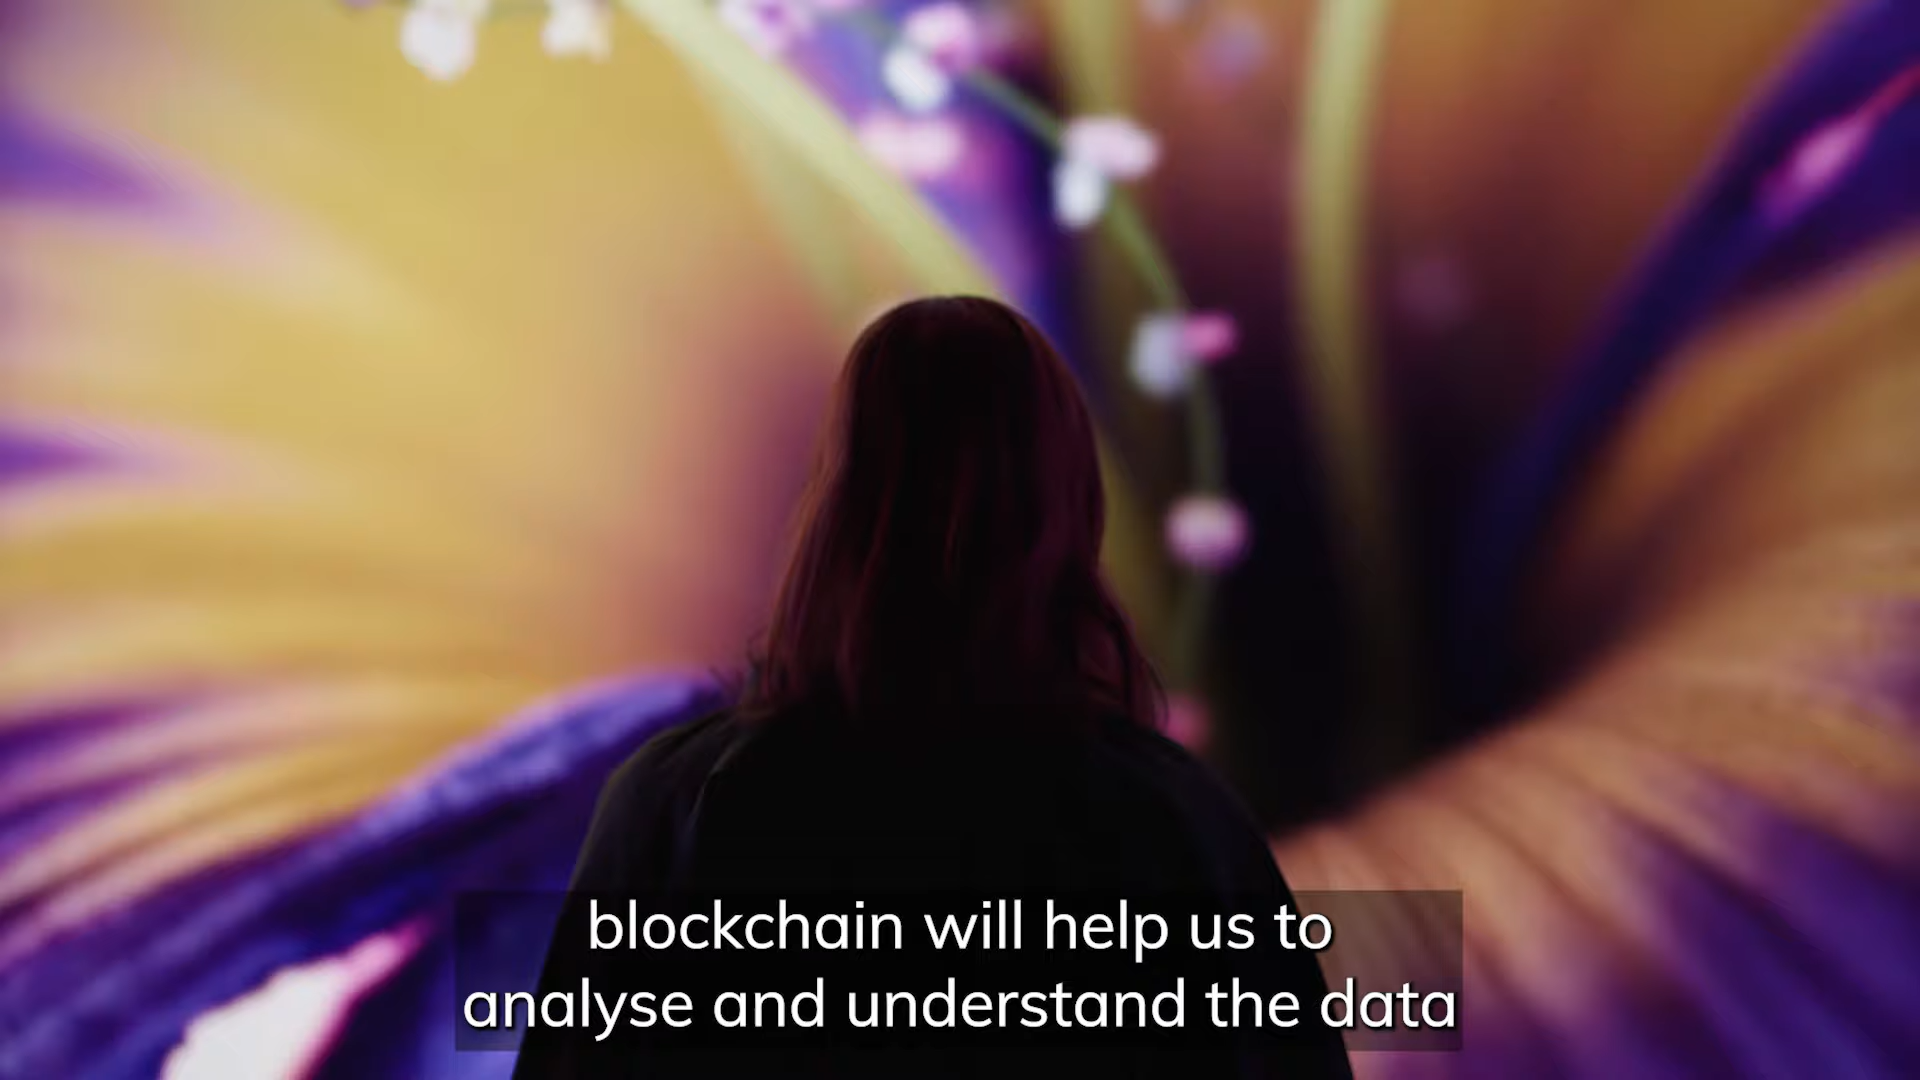 blockchain will help us to
analyse and understand the data